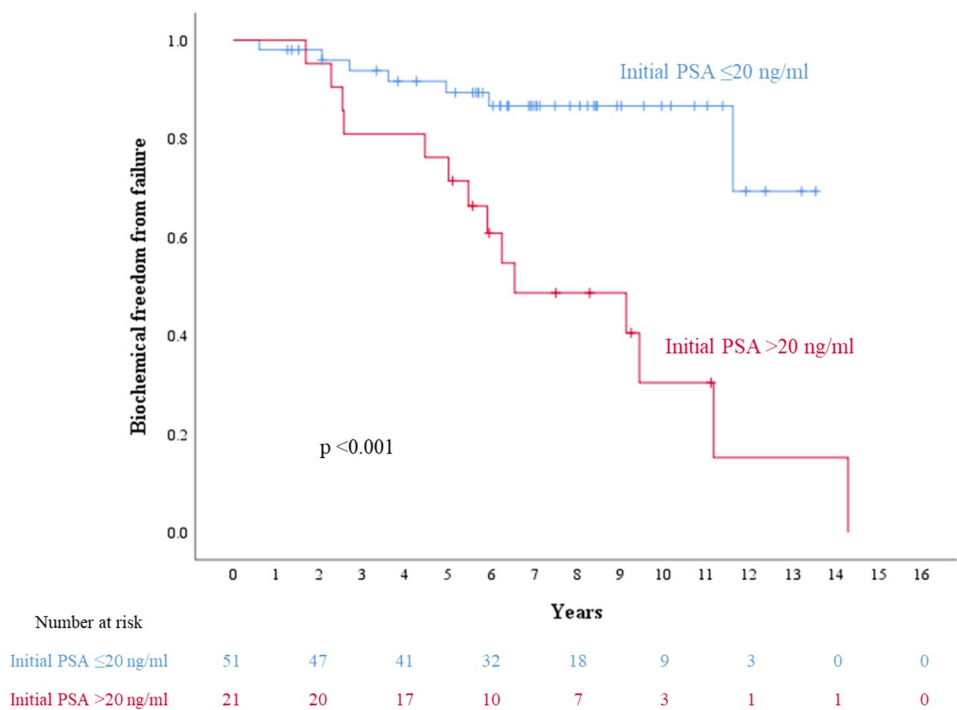 1.0
Initial PSA ≤20 ng/ml
0.8
0.6
Biochemical freedom from failure
0.4
Initial PSA >20 ng/ml
0.2
p <0.001
0.0
0 1 2 3 4 5 6 7 8 9 10 11 12 13 14 15 16
Years
Number at risk
Initial PSA ≤20 ng/ml 51 47 41 32 18 9 3 0 0
Initial PSA >20 ng/ml 21 20 17 10 7 3 1 1 0